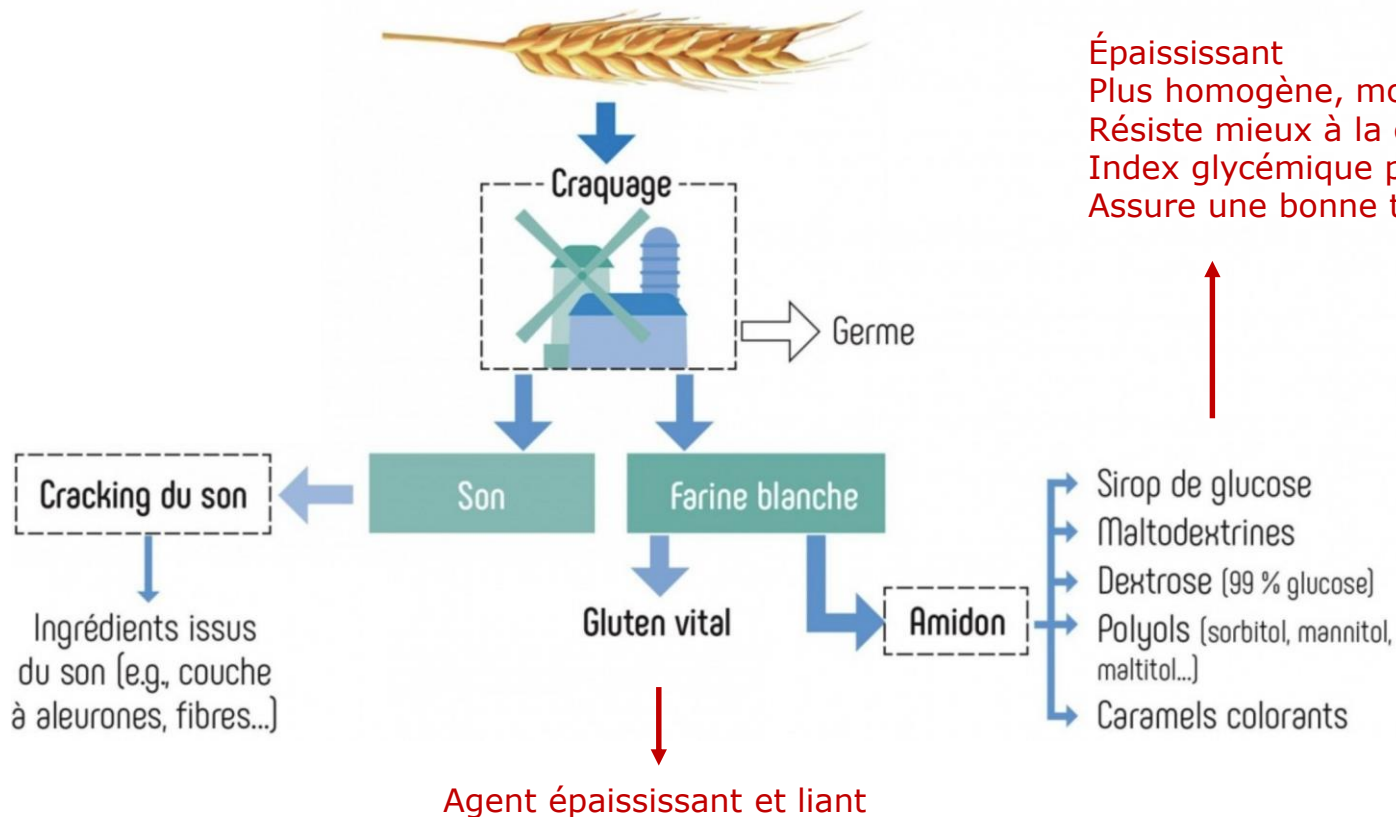 Épaississant
Plus homogène,
Résiste mieux à la
Index glycémique
Assure une bonne
Craquage
Germe
Cracking du son
Son
Farine blanche
Ingrédients issus
du son (e.g., couche
à aleurones, fibres...)
Gluten vital
Amidon
Sirop de glucose
Maltodextrines
Dextrose (99 % glucose)
Polyols (sorbitol, mannitol,
maltitol...)
Caramels colorants
Agent épaississant et liant